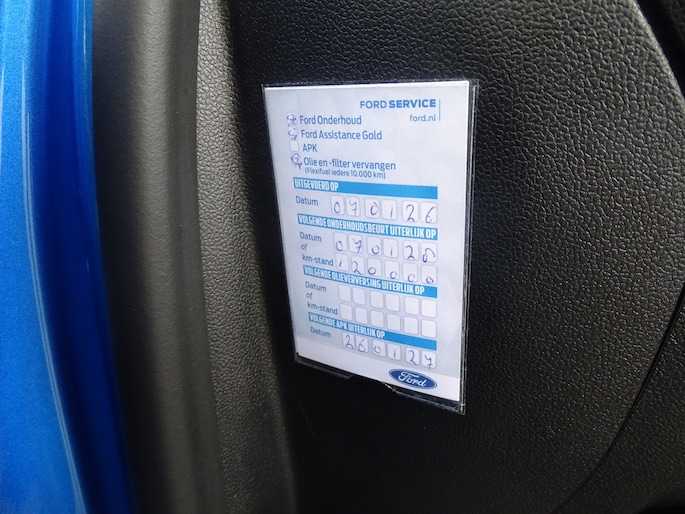 FORD SERVICE
ford.nl
Ford Onderhoud
Ford Assistance Gold
APK
Olie en -filter vervangen
(Flexifuel iedere 10.000 km)
UITGEVOERD OP
Datum 070126
VOLGENDE ONDERHOUDSBEURT UITERLIJK OP
Datum 070128
of
km-stand 120000
VOLGENDE OLIEVERVERSING UITERLIJK OP
Datum
of
km-stand
VOLGENDE APK UITERLIJK OP
Datum 260127
Ford